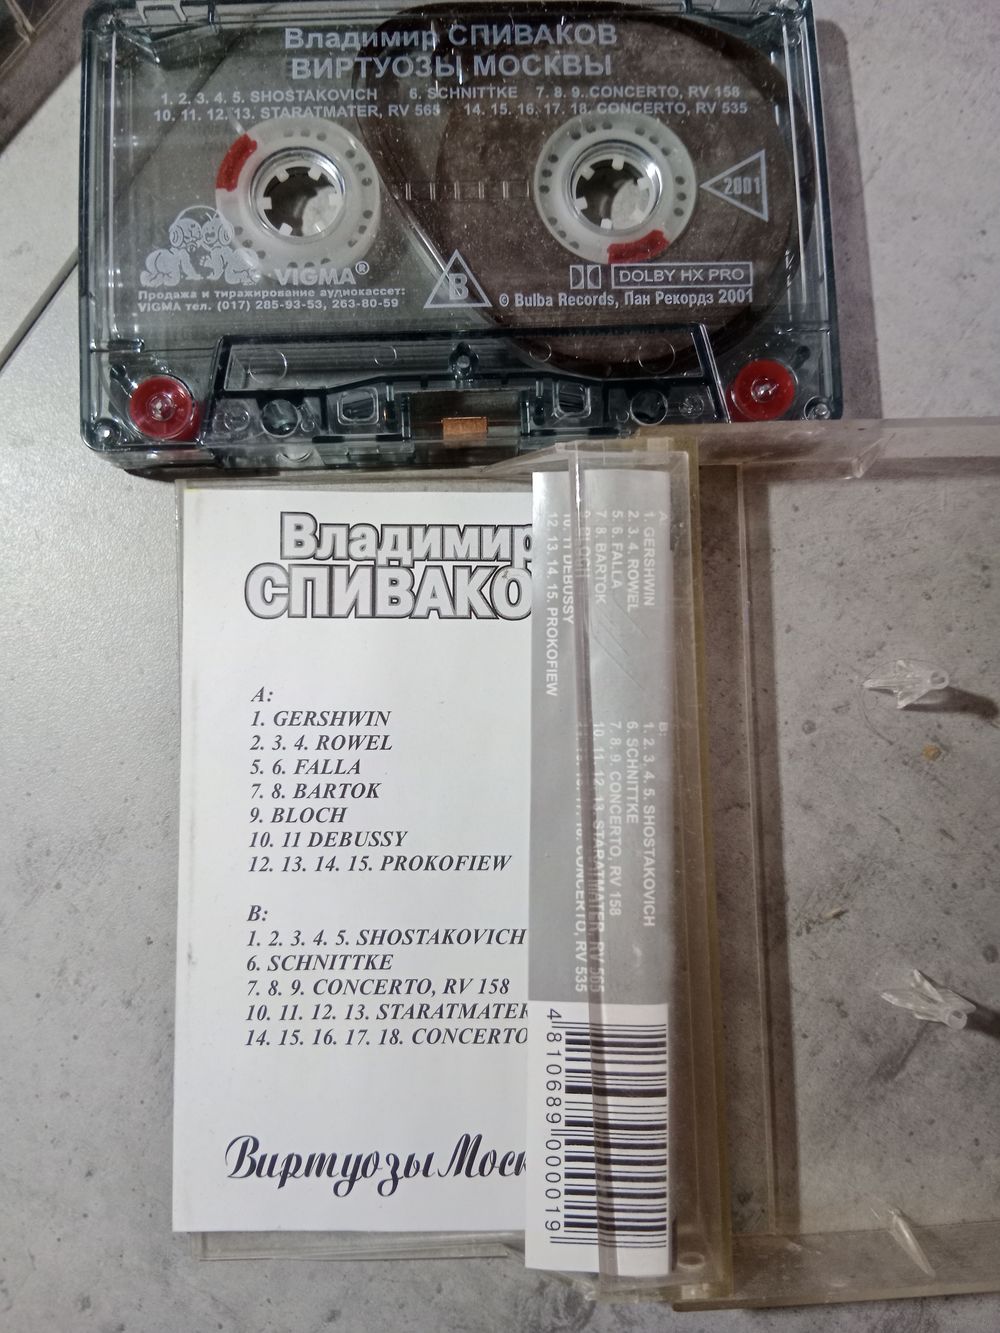 Владимир СПИВАКОВ
ВИРТУОЗЫ МОСКВЫ
1. 2. 3. 4. 5. SHOSTAKOVICH 6. SCHNITTKE 7. 8. 9. CONCERTO, RV 158
10. 11. 12. 13. STARATMATER, RV 565 14. 15. 16. 17. 18. CONCERTO, RV 535
2001
VIGMA®
Продажа и тиражирование аудиокассет:
VIGMA тел. (017) 285-93-53, 263-80-59
B
DOLBY HX PRO
© Bulba Records, Пан Рекордз 2001
Владимир
СПИВАКО
A:
1. GERSHWIN
2. 3. 4. ROWEL
5. 6. FALLA
7. 8. BARTOK
9. BLOCH
10. 11 DEBUSSY
12. 13. 14. 15. PROKOFIEW
B:
1. 2. 3. 4. 5. SHOSTAKOVICH
6. SCHNITTKE
7. 8. 9. CONCERTO, RV 158
10. 11. 12. 13. STARATMATER
14. 15. 16. 17. 18. CONCERTO
Виртуозы Моск
A:
1. GERSHWIN
2. 3. 4. ROWEL
5. 6. FALLA
7. 8. BARTOK
9. BLOCH
10. 11 DEBUSSY
12. 13. 14. 15. PROKOFIEW
B:
1. 2. 3. 4. 5. SHOSTAKOVICH
6. SCHNITTKE
7. 8. 9. CONCERTO, RV 158
10. 11. 12. 13. STARATMATER, RV 565
14. 15. 16. 17. 18. CONCERTO, RV 535
4 810689 000019